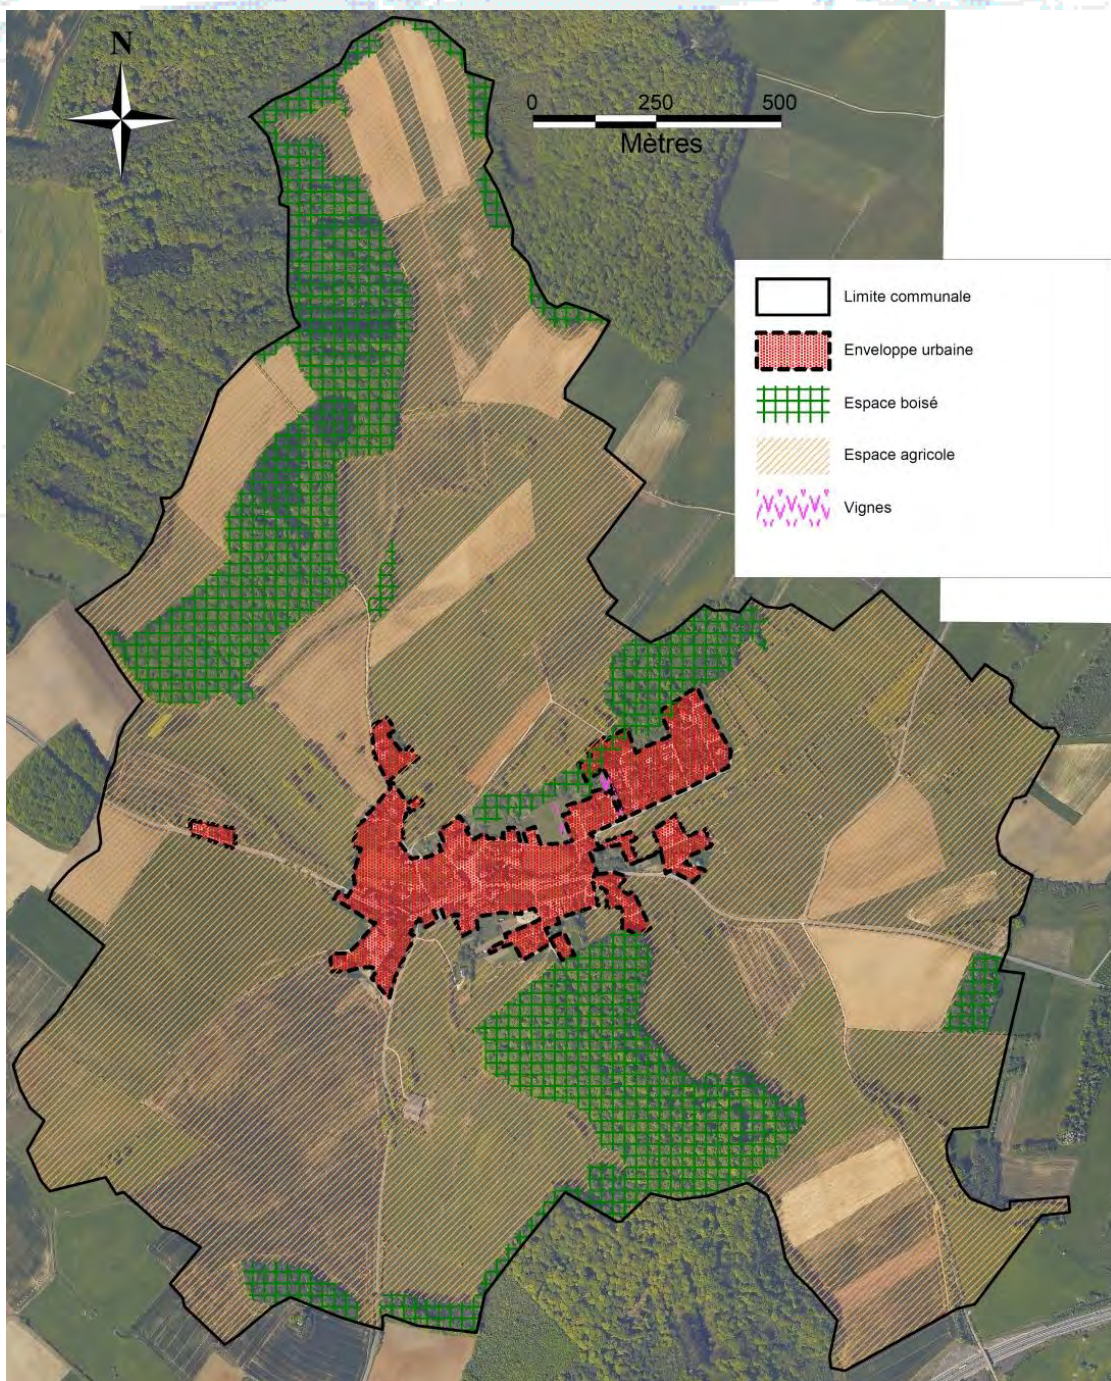 N
0 250 500
Mètres
Limite communale
Enveloppe urbaine
Espace boisé
Espace agricole
Vignes